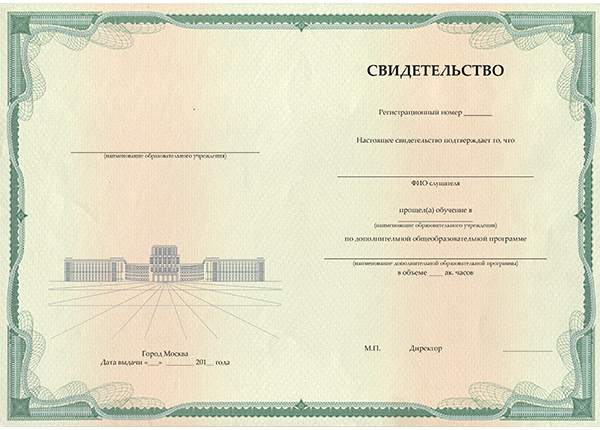 (наименование образовательного учреждения)
Город Москва
Дата выдачи «___» ________ 201__ года
СВИДЕТЕЛЬСТВО
Регистрационный номер ________
Настоящее свидетельство подтверждает то, что
ФИО слушателя
прошел(а) обучение в
(наименование образовательного учреждения)
по дополнительной общеобразовательной программе
(наименование дополнительной образовательной программы)
в объеме ____ ак. часов
М.П. Директор